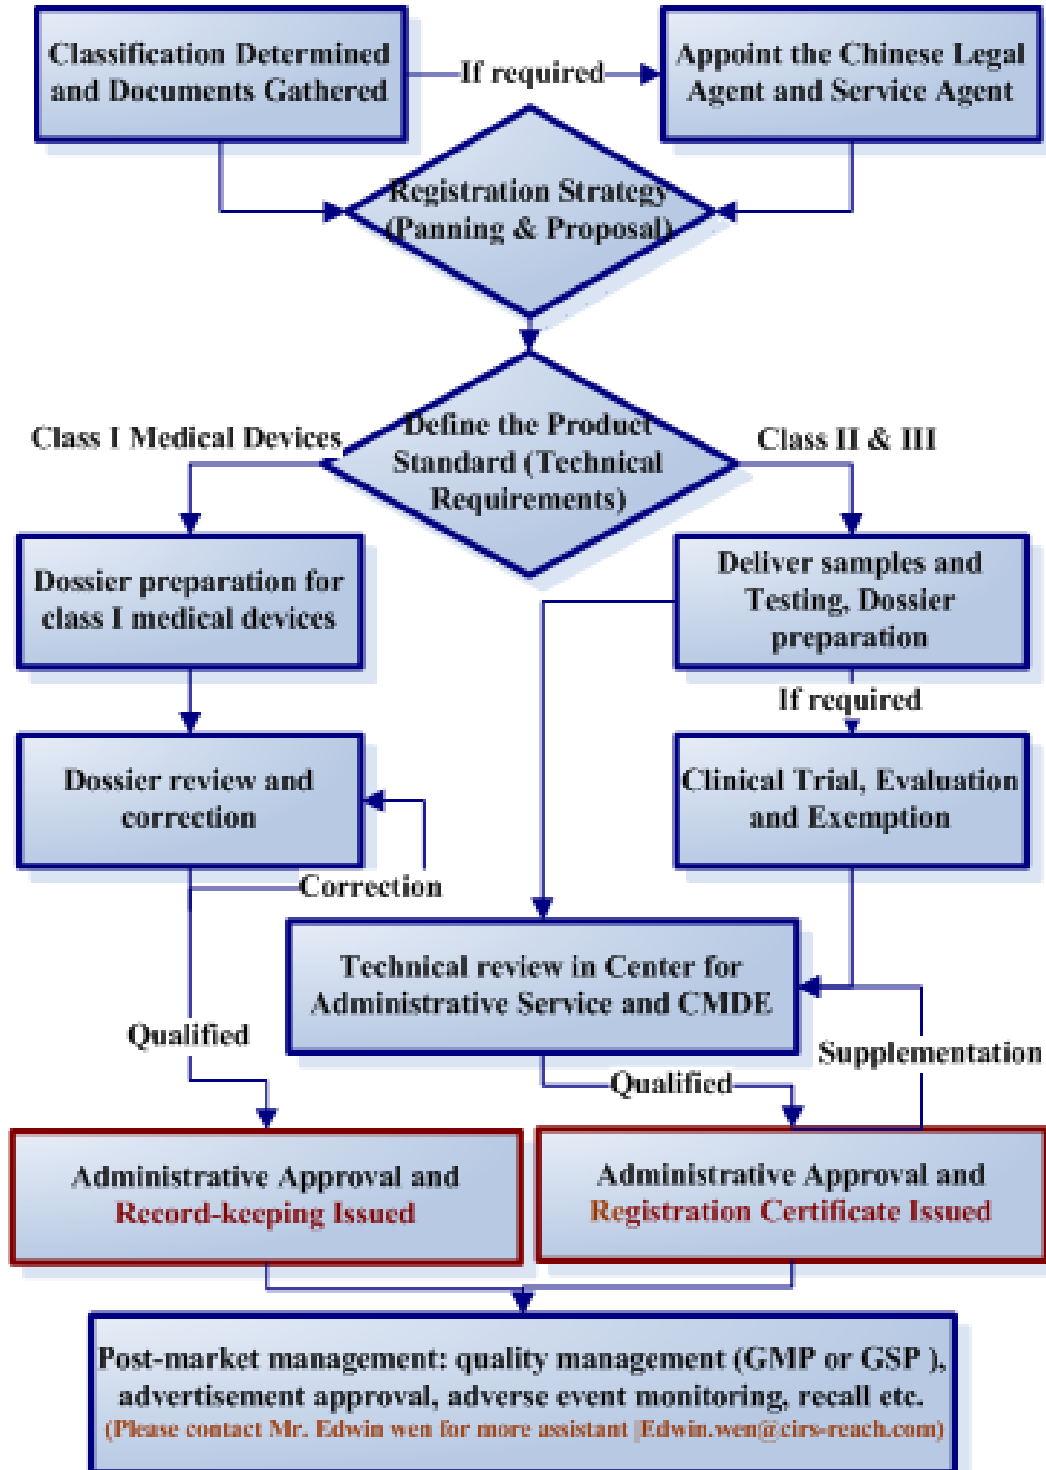 Classification Determined
and Documents Gathered
If required
Appoint the Chinese Legal
Agent and Service Agent
Registration Strategy
(Panning & Proposal)
Define the Product
Standard (Technical
Requirements)
Class I Medical Devices
Class II & III
Dossier preparation for
class I medical devices
Deliver samples and
Testing, Dossier
preparation
If required
Dossier review and
correction
Clinical Trial, Evaluation
and Exemption
Correction
Technical review in Center for
Administrative Service and CMDE
Qualified
Supplementation
Qualified
Administrative Approval and
Record-keeping Issued
Administrative Approval and
Registration Certificate Issued
Post-market management: quality management (GMP or GSP ),
advertisement approval, adverse event monitoring, recall etc.
(Please contact Mr. Edwin wen for more assistant |Edwin.wen@cirs-reach.com)